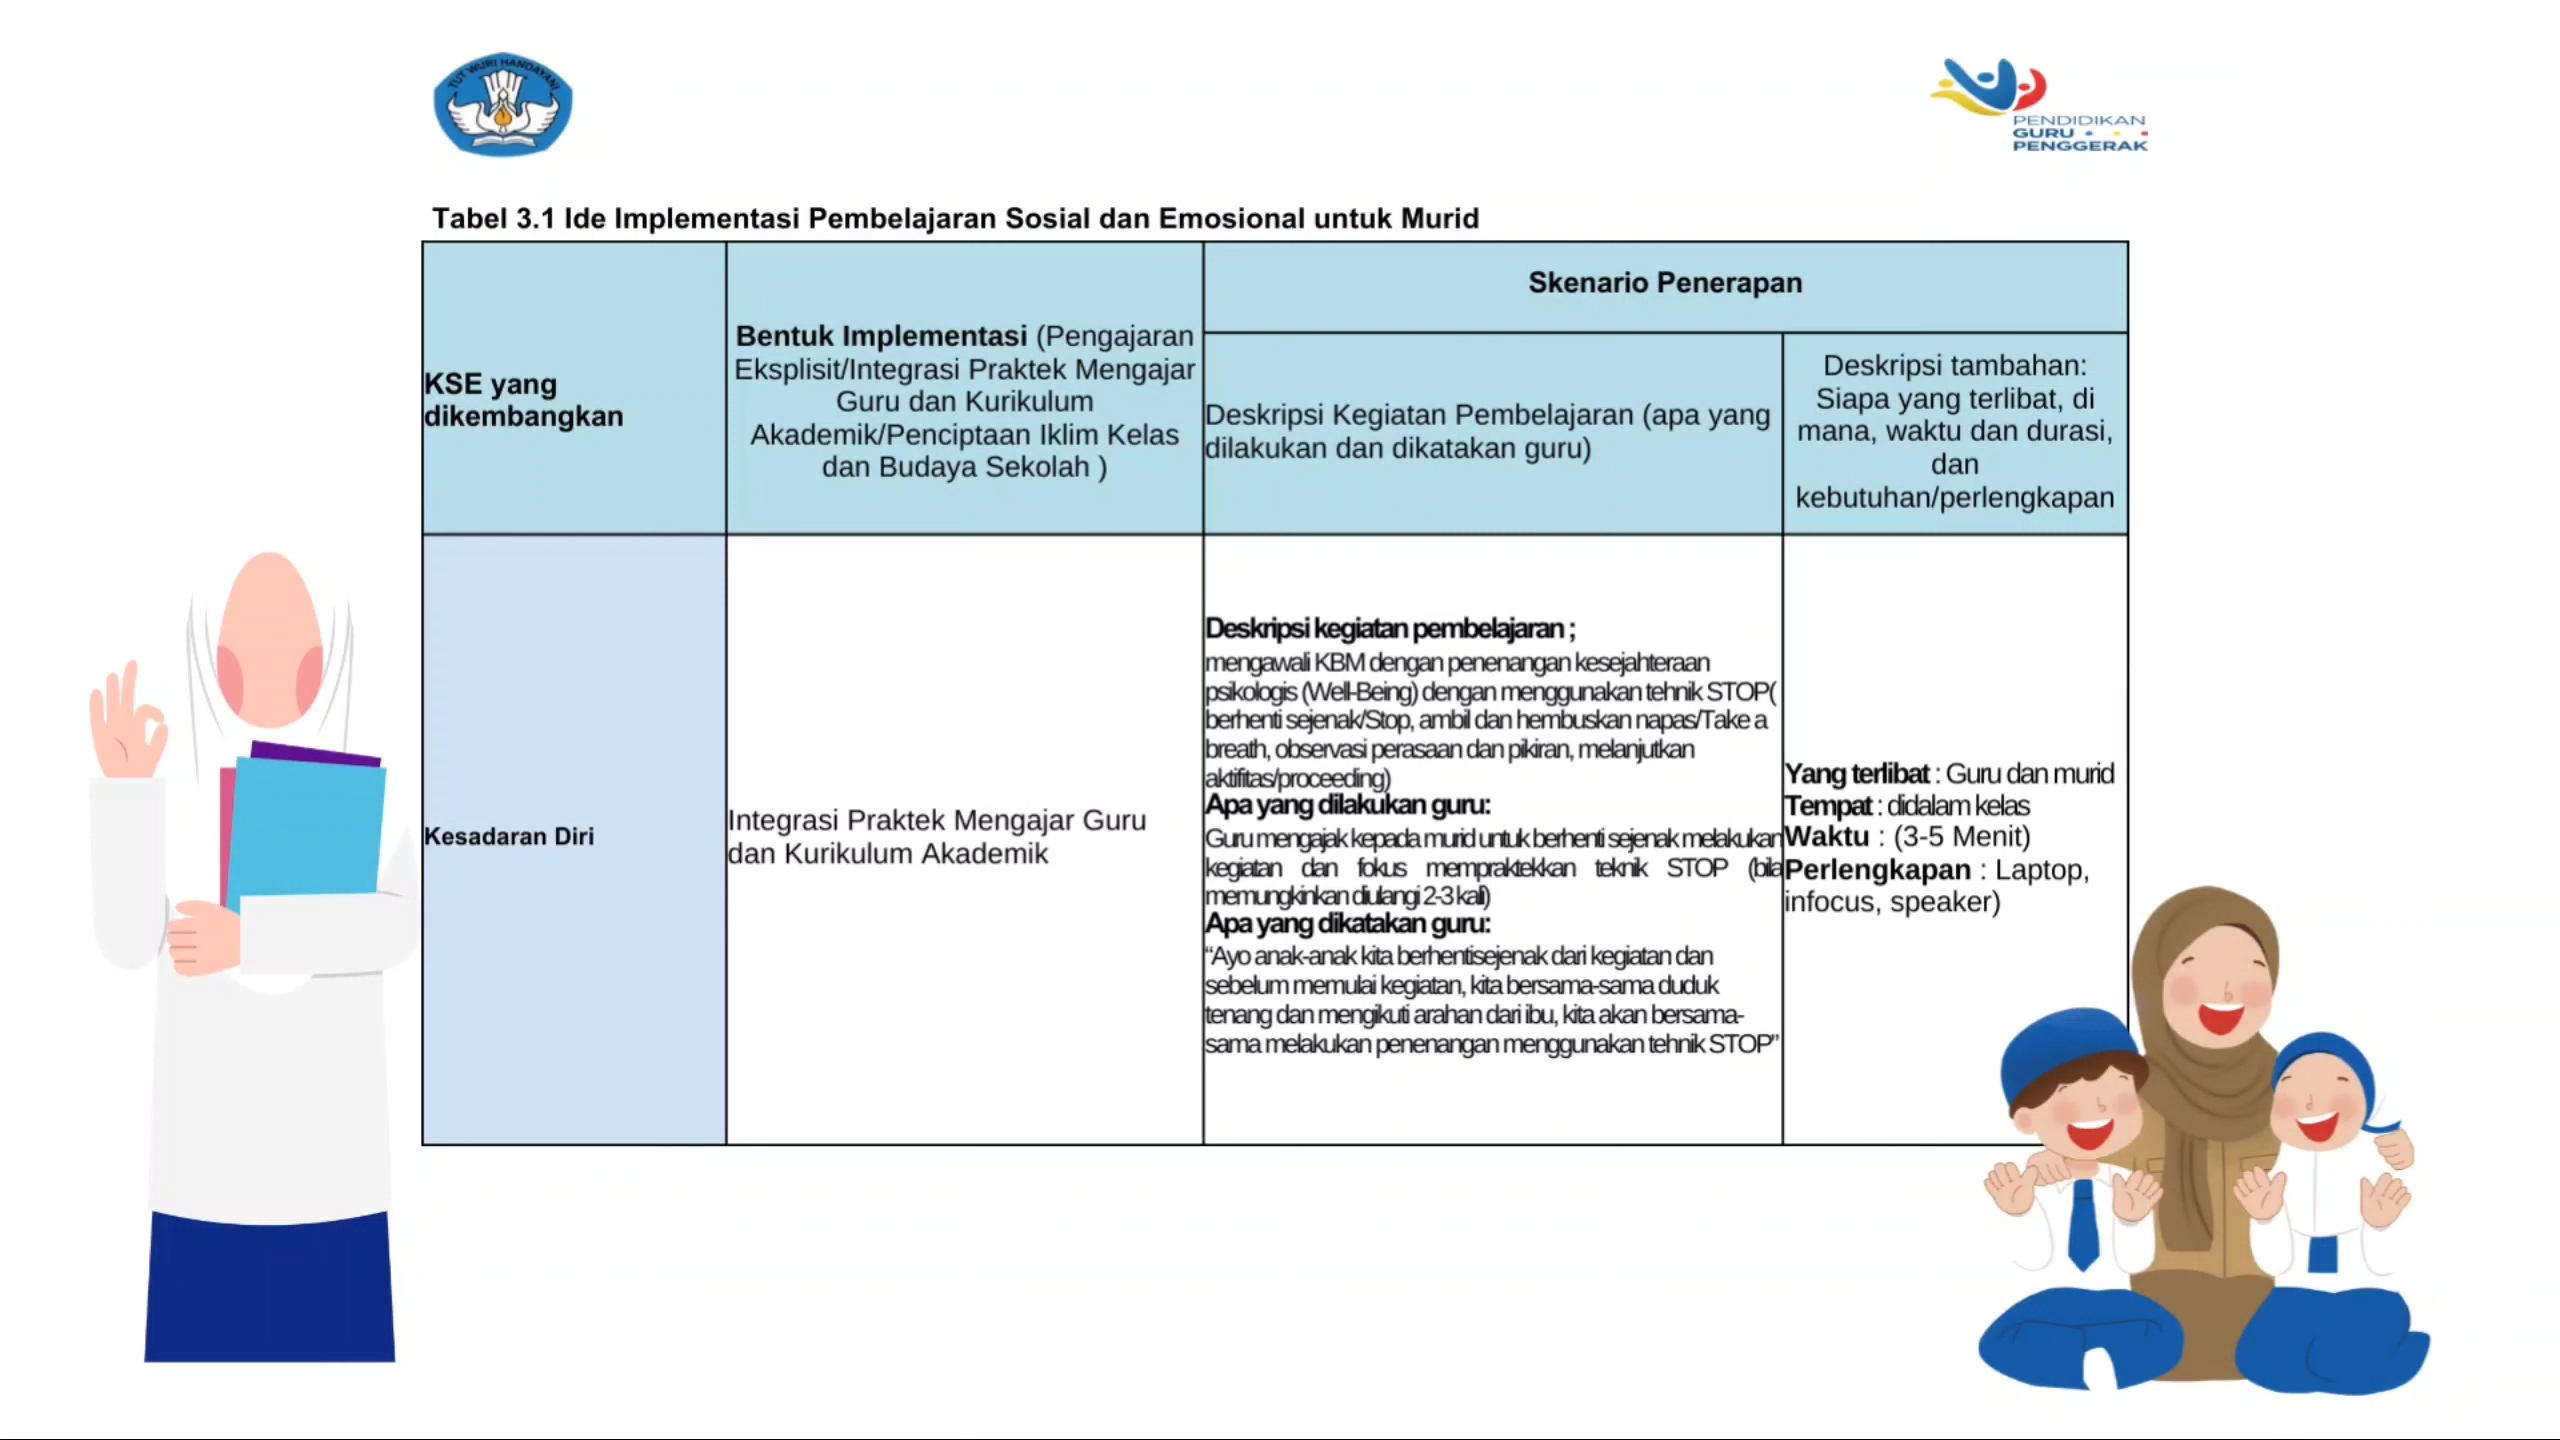 TUT WURI HANDAYANI
PENDIDIKAN
GURU
PENGGERAK
Tabel 3.1 Ide Implementasi Pembelajaran Sosial dan Emosional untuk Murid
KSE yang
dikembangkan
Bentuk Implementasi (Pengajaran
Eksplisit/Integrasi Praktek Mengajar
Guru dan Kurikulum
Akademik/Penciptaan Iklim Kelas
dan Budaya Sekolah )
Skenario Penerapan
Deskripsi Kegiatan Pembelajaran (apa yang
dilakukan dan dikatakan guru)
Deskripsi tambahan:
Siapa yang terlibat, di
mana, waktu dan durasi,
dan
kebutuhan/perlengkapan
Kesadaran Diri
Integrasi Praktek Mengajar Guru
dan Kurikulum Akademik
Deskripsi kegiatan pembelajaran ;
mengawali KBM dengan penenangan kesejahteraan
psikologis (Well-Being) dengan menggunakan tehnik STOP(
berhenti sejenak/Stop, ambil dan hembuskan napas/Take a
breath, observasi perasaan dan pikiran, melanjutkan
aktifitas/proceeding)
Apa yang dilakukan guru:
Guru mengajak kepada murid untuk berhenti sejenak melakukan
kegiatan dan fokus mempraktekkan teknik STOP (bila
memungkinkan diulangi 2-3 kali)
Apa yang dikatakan guru:
“Ayo anak-anak kita berhentisejenak dari kegiatan dan
sebelum memulai kegiatan, kita bersama-sama duduk
tenang dan mengikuti arahan dari ibu, kita akan bersama-
sama melakukan penenangan menggunakan tehnik STOP”
Yang terlibat : Guru dan murid
Tempat : didalam kelas
Waktu : (3-5 Menit)
Perlengkapan : Laptop,
infocus, speaker)